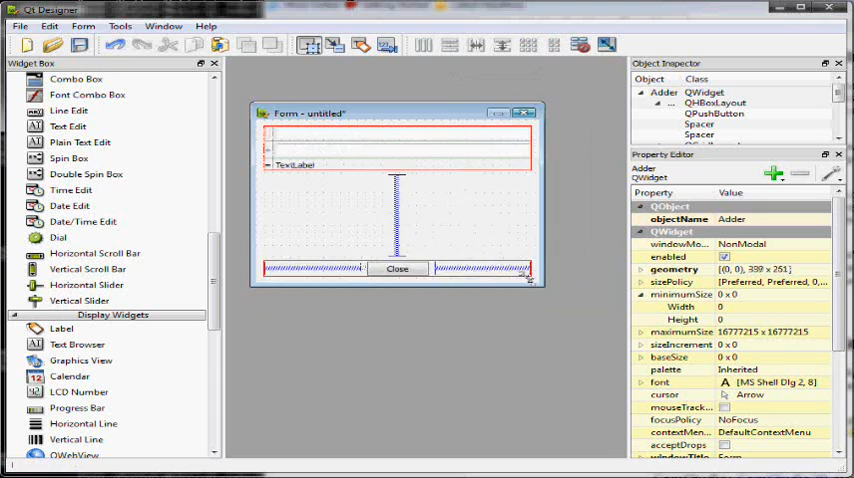 Qt Designer
File Edit Form Tools Window Help
Widget Box
Combo Box
Font Combo Box
Line Edit
Text Edit
Plain Text Edit
Spin Box
Double Spin Box
Time Edit
Date Edit
Date/Time Edit
Dial
Horizontal Scroll Bar
Vertical Scroll Bar
Horizontal Slider
Vertical Slider
Display Widgets
Label
Text Browser
Graphics View
Calendar
LCD Number
Progress Bar
Horizontal Line
Vertical Line
QWebView
Form - untitled*
+
= TextLabel
Close
Object Inspector
Object Class
Adder QWidget
... QHBoxLayout
QPushButton
Spacer
Spacer
Property Editor
Adder
QWidget
Property Value
QObject
objectName Adder
QWidget
windowMo... NonModal
enabled
geometry
sizePolicy [Preferred, Preferred, 0,...
minimumSize 0 x 0
Width 0
Height 0
maximumSize 16777215 x 16777215
sizeIncrement 0 x 0
baseSize 0 x 0
palette Inherited
font A [MS Shell Dlg 2, 8]
cursor Arrow
mouseTrack...
focusPolicy NoFocus
contextMenu... DefaultContextMenu
acceptDrops
windowTitle Form